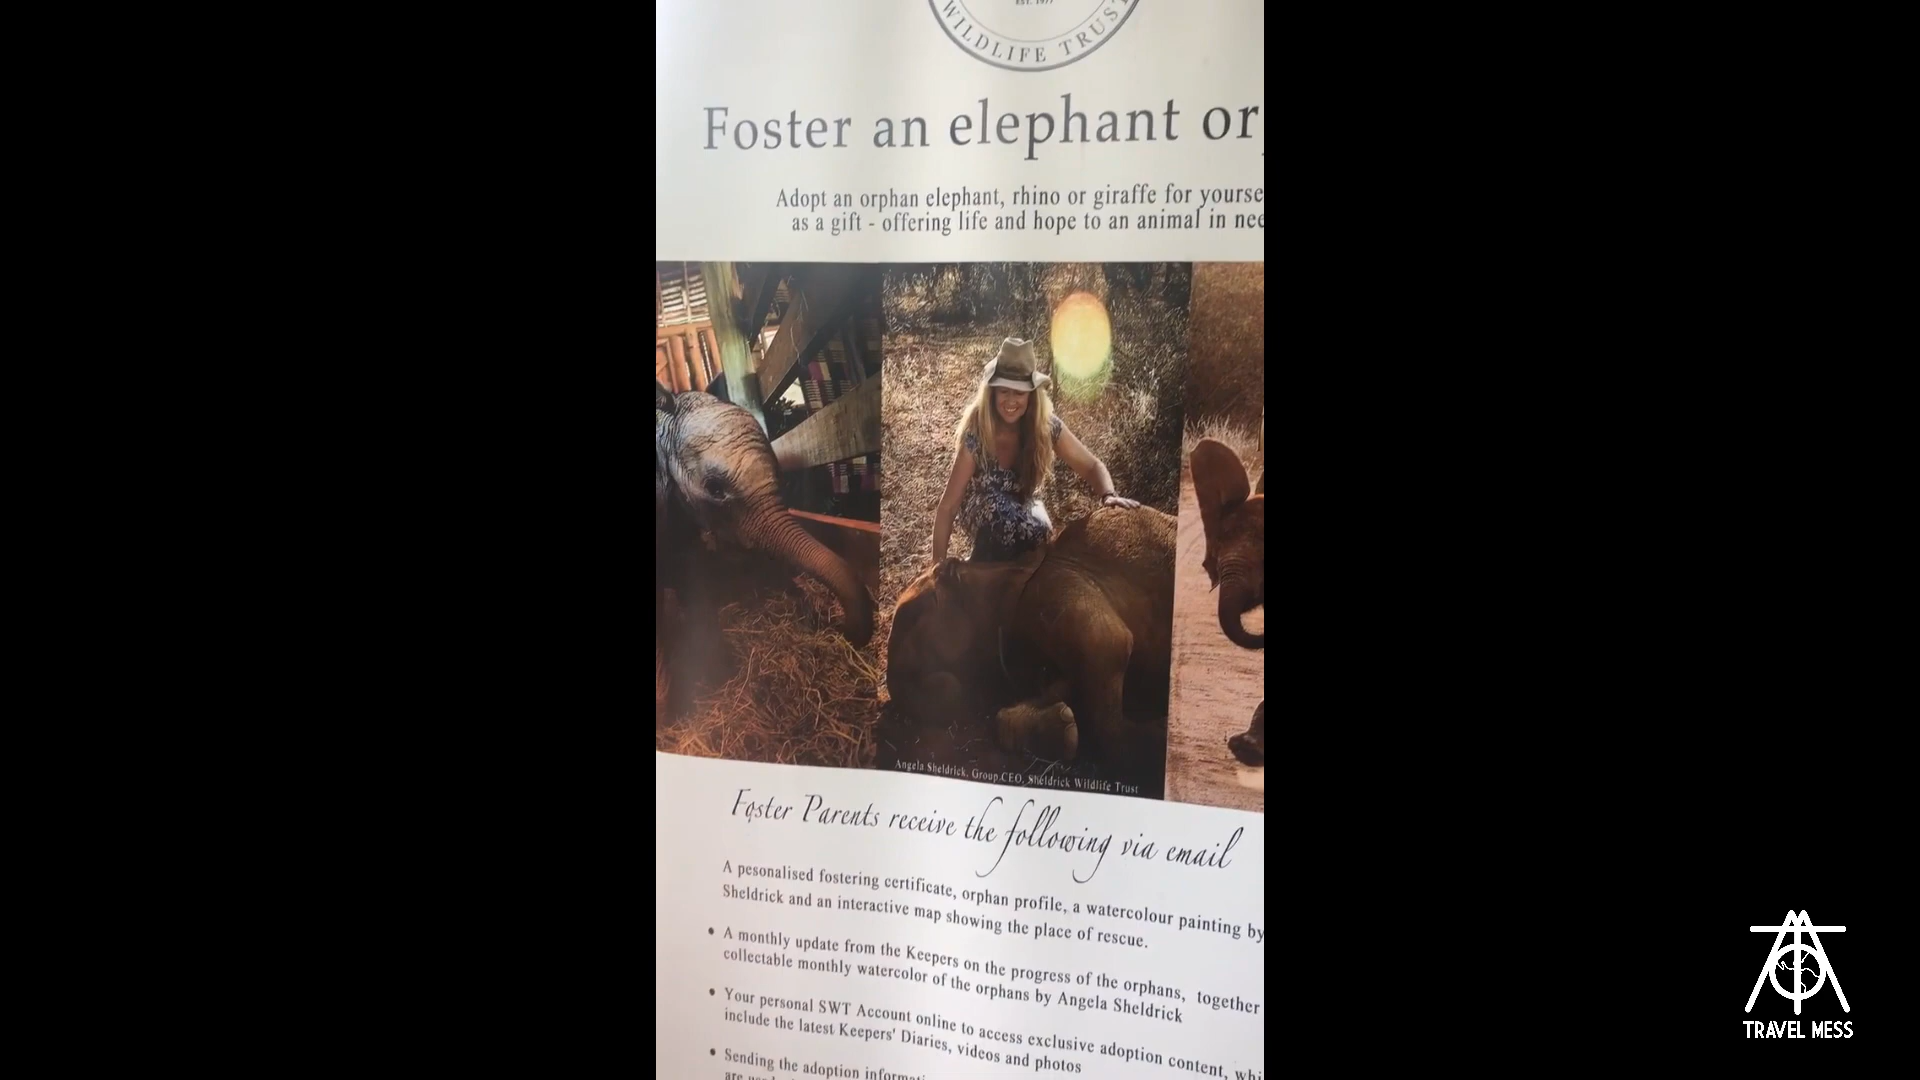 EST. 1977
WILDLIFE TRUST
Foster an elephant or
Adopt an orphan elephant, rhino or giraffe for
as a gift - offering life and hope to an animal in
Angela Sheldrick, Group CEO, Sheldrick Wildlife Trust
Foster Parents receive the following via email
A pesonalised fostering certificate, orphan profile, a watercolour painting by
Sheldrick and an interactive map showing the place of rescue.
• A monthly update from the Keepers on the progress of the orphans, together
collectable monthly watercolor of the orphans by Angela Sheldrick
• Your personal SWT Account online to access exclusive adoption content,
include the latest Keepers' Diaries, videos and photos
• Sending the adoption
are
TRAVEL MESS